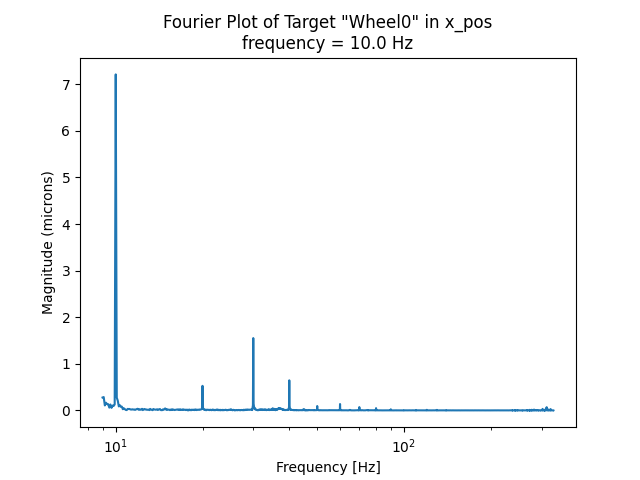 Fourier Plot of Target "Wheel0" in x_pos
frequency = 10.0 Hz
Magnitude (microns)
7
6
5
4
3
2
1
0
10¹
10²
Frequency [Hz]